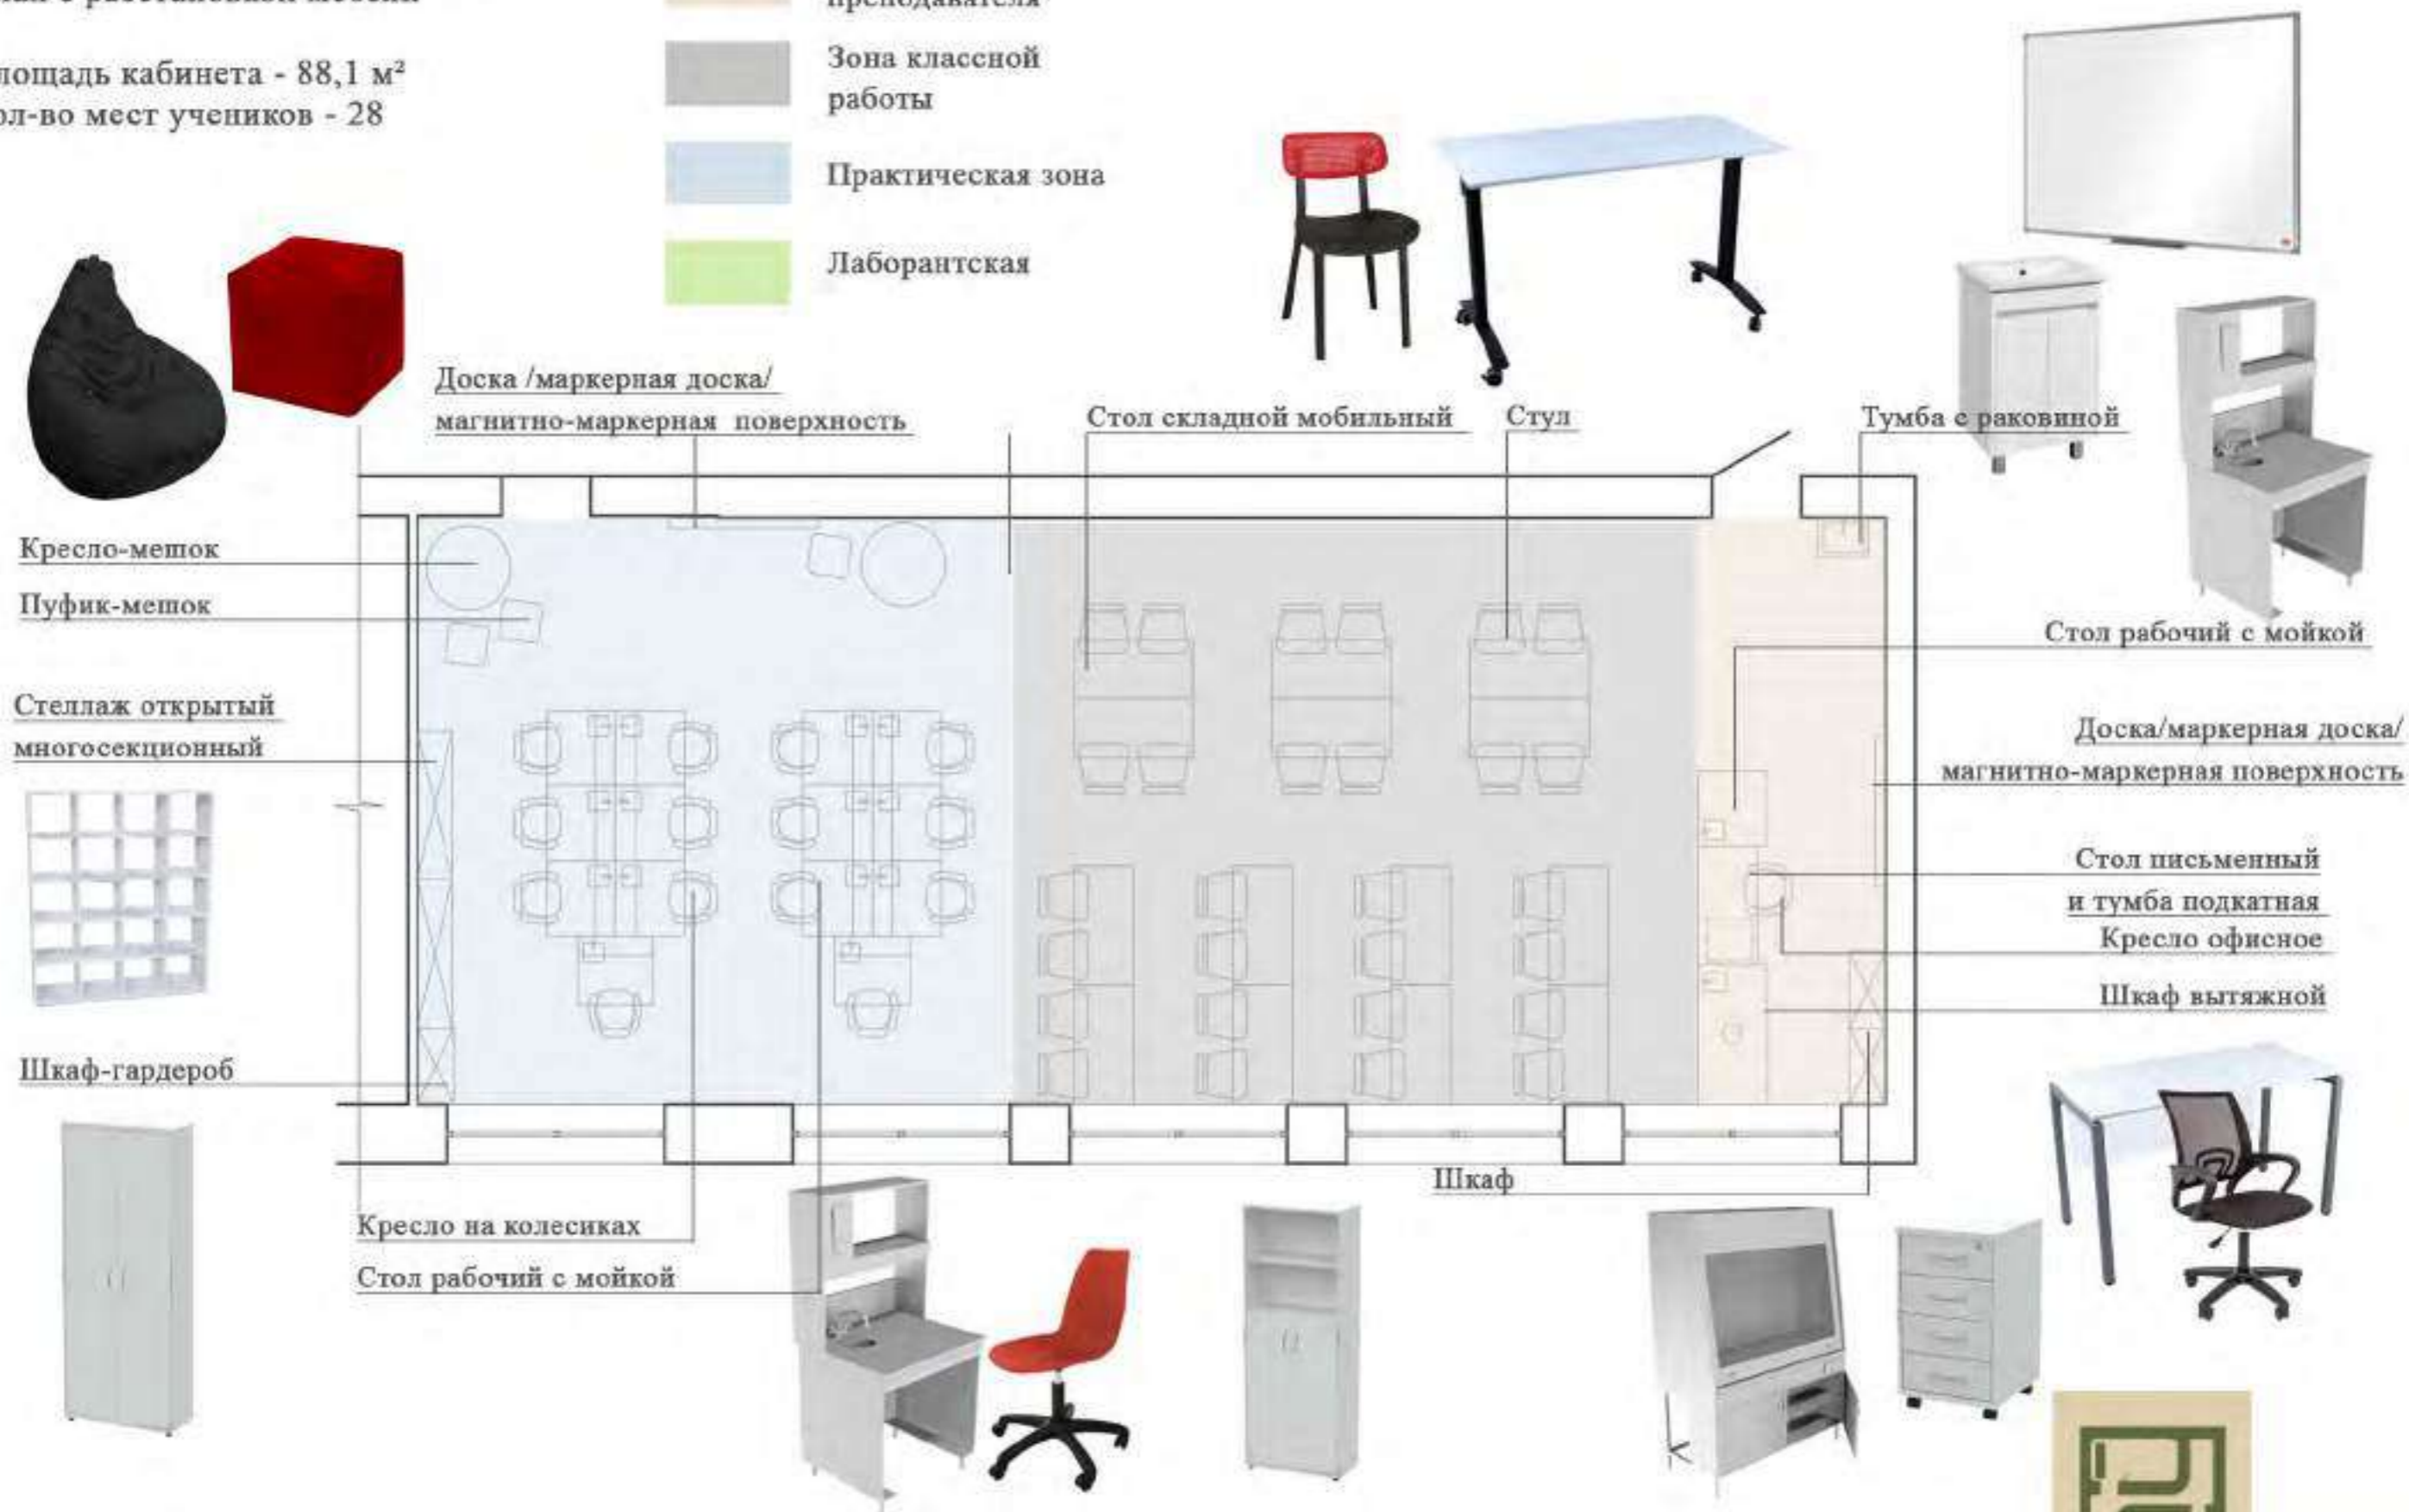 лощадь кабинета - 88,1 м²
ол-во мест учеников - 28
преподавателя
Зона классной
работы
Практическая зона
Лаборантская
Доска /маркерная доска/
магнитно-маркерная поверхность
Стол складной мобильный
Стул
Тумба с раковиной
Кресло-мешок
Пуфик-мешок
Стеллаж открытый
многосекционный
Шкаф-гардероб
Стол рабочий с мойкой
Доска/маркерная доска/
магнитно-маркерная поверхность
Стол письменный
и тумба подкатная
Кресло офисное
Шкаф вытяжной
Шкаф
Кресло на колесиках
Стол рабочий с мойкой